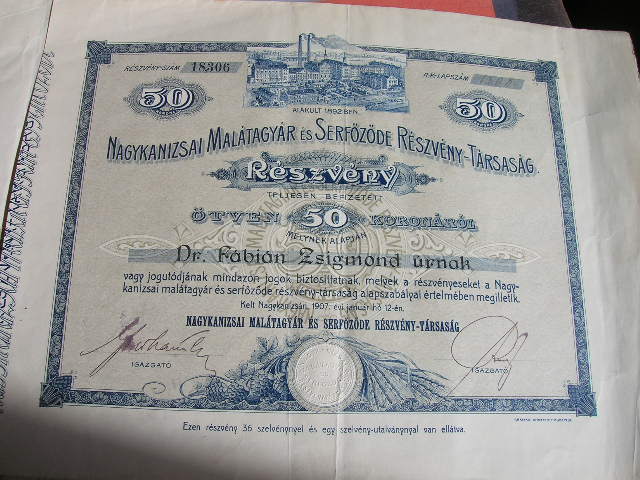 RÉSZVÉNY-SZÁM 18306
A.K-LAPSZÁM
50 50
ALAKULT 1892 BEN.
NAGYKANIZSAI MALÁTAGYÁR ÉS SERFŐZŐDE RÉSZVÉNY-TÁRSASÁG.
Részvény
TELJESEN BEFIZETETT
ÖTVEN 50 KORONÁRÓL
MELYNEK ALAPJÁN
Dr. Fábián Zsigmond úrnak
vagy jogutódjának mindazon jogok biztosíttatnak, melyek a részvényeseket a Nagy-
kanizsai malátagyár és serfőződe részvény-társaság alapszabályai értelmében megilletik.
Kelt Nagykanizsán, 1907. évi január hó 12-én.
NAGYKANIZSAI MALÁTAGYÁR ÉS SERFŐZŐDE RÉSZVÉNY-TÁRSASÁG
IGAZGATÓ
IGAZGATÓ
Ezen részvény 36 szelvénynyel és egy szelvény-utalványnyal van ellátva.